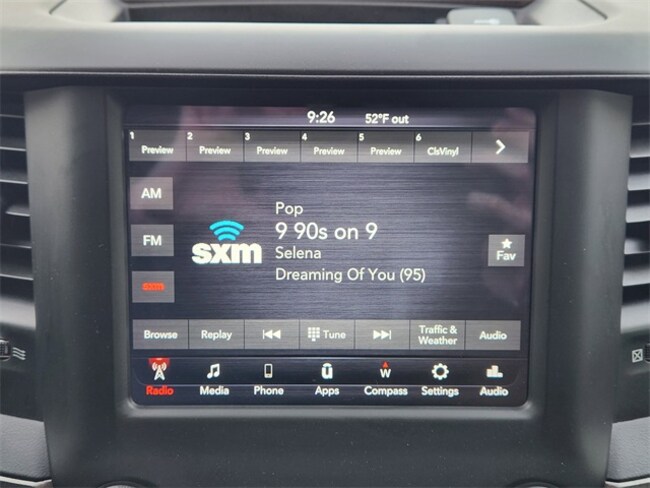 9:26 52°F out
1 Preview 2 Preview 3 Preview 4 Preview 5 Preview 6 ClsVinyl
AM
FM
sxm
sxm
Pop
9 90s on 9
Selena
Dreaming Of You (95)
Fav
Browse Replay Tune Traffic & Weather Audio
W
Radio Media Phone Apps Compass Settings Audio